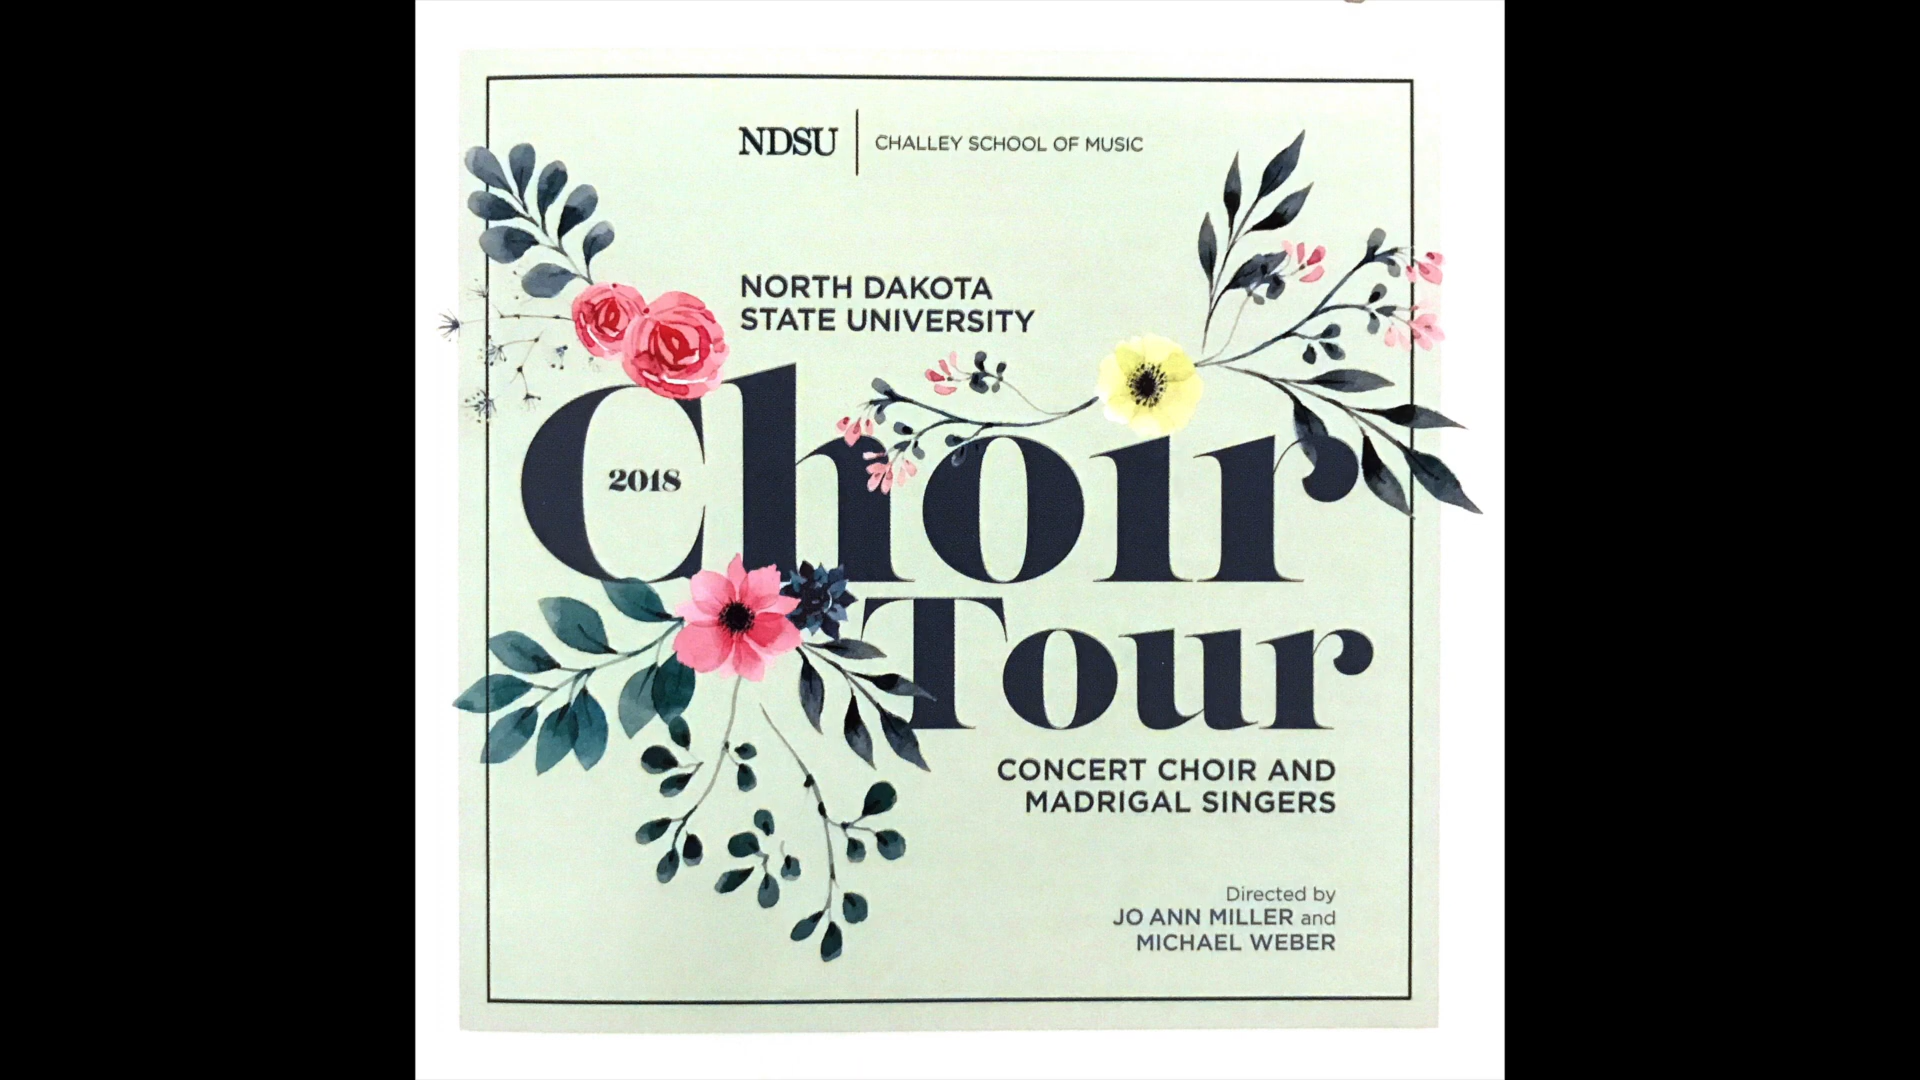 NDSU | CHALLEY SCHOOL OF MUSIC
NORTH DAKOTA
STATE UNIVERSITY
2018
Choir
Tour
CONCERT CHOIR AND
MADRIGAL SINGERS
Directed by
JO ANN MILLER and
MICHAEL WEBER